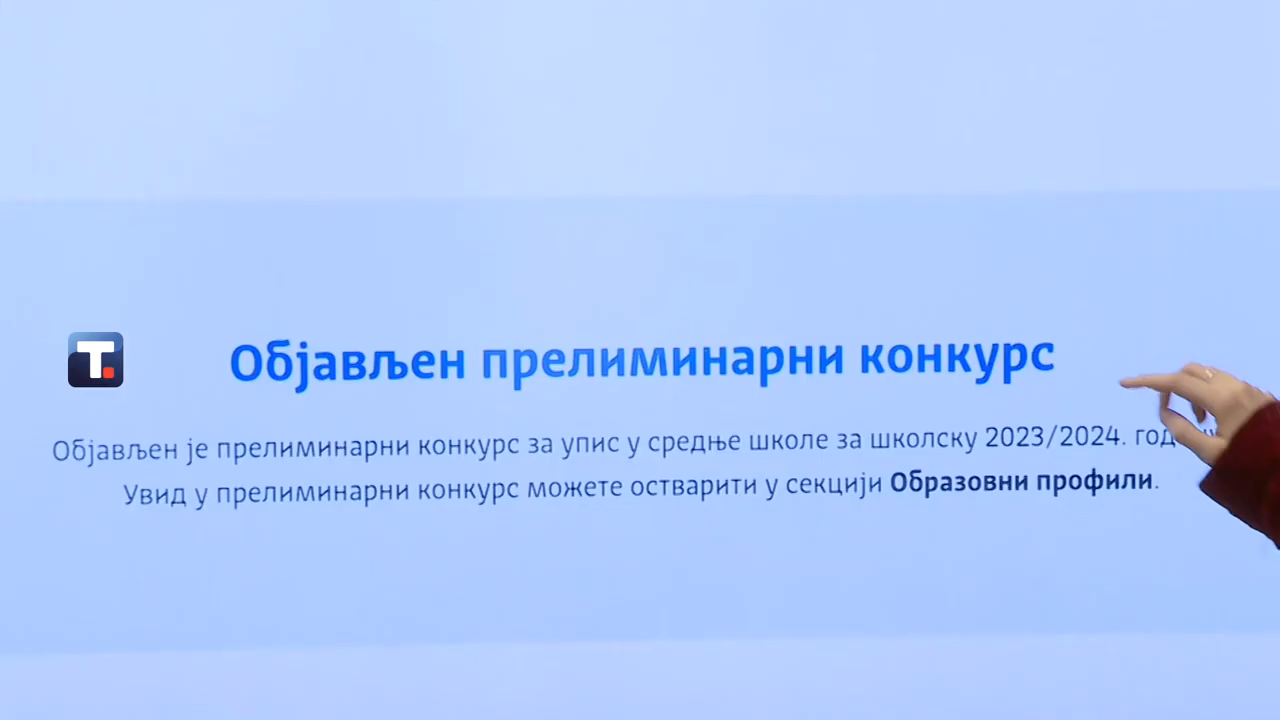 T.
Објављен прелиминарни конкурс
Објављен је прелиминарни конкурс за упис у средње школе за школску 2023/2024.
Увид у прелиминарни конкурс можете остварити у секцији Образовни профили.